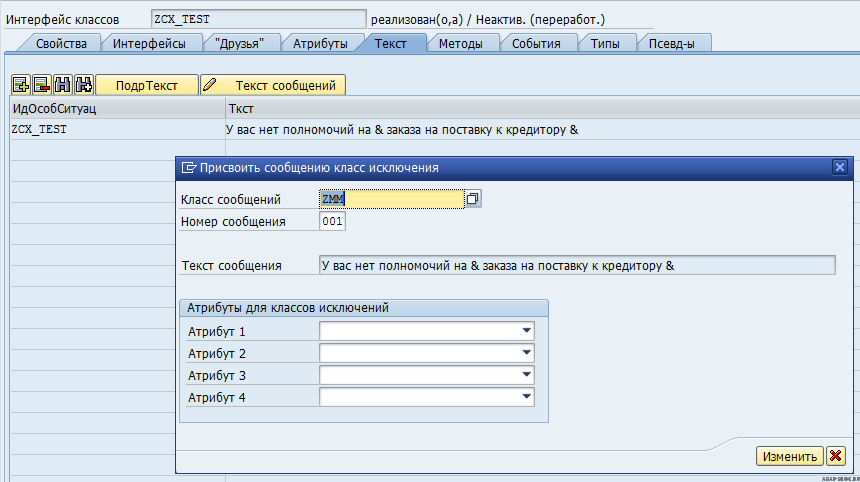 Интерфейс классов ZCX_TEST реализован(о,а) / Неактив. (переработ.)
Свойства Интерфейсы "Друзья" Атрибуты Текст Методы События Типы Псевд-ы
ПодрТекст Текст сообщений
ИдОсобСитуац Ткст
ZCX_TEST У вас нет полномочий на & заказа на поставку к кредитору &
Присвоить сообщению класс исключения
Класс сообщений ZMM
Номер сообщения 001
Текст сообщения У вас нет полномочий на & заказа на поставку к кредитору &
Атрибуты для классов исключений
Атрибут 1
Атрибут 2
Атрибут 3
Атрибут 4
Изменить